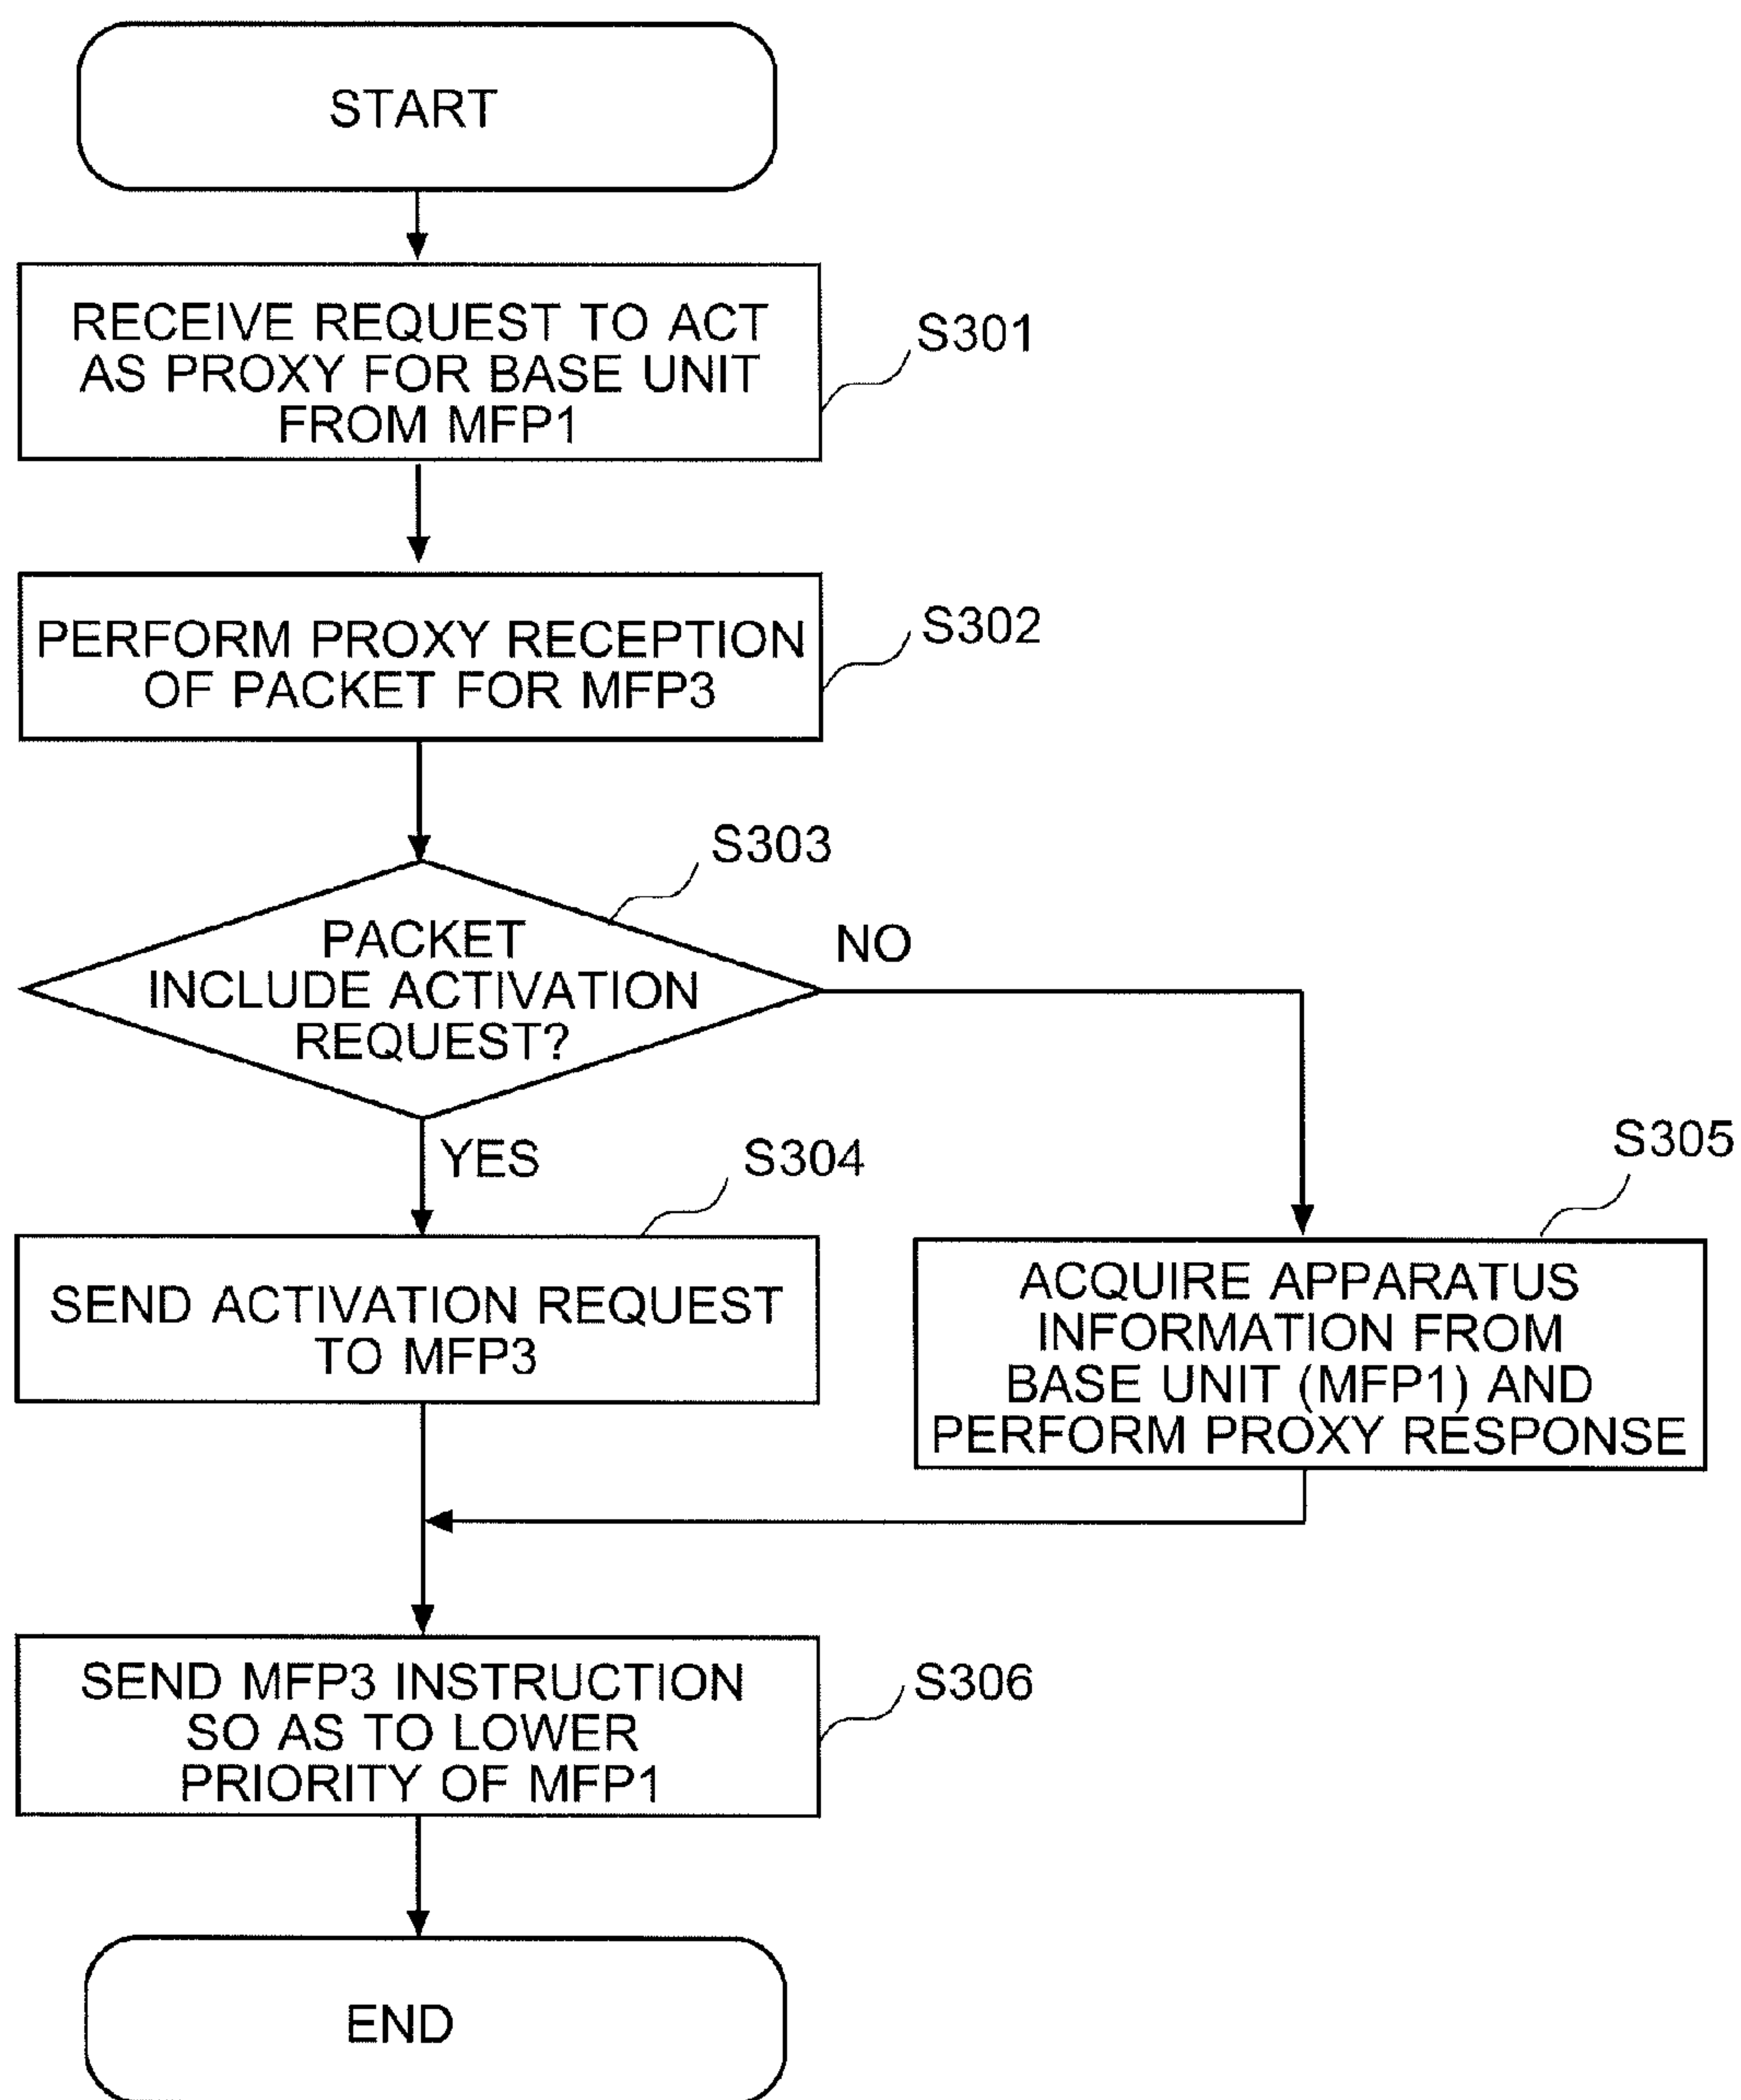 START
RECEIVE REQUEST TO ACT
AS PROXY FOR BASE UNIT
FROM MFP1
S301
PERFORM PROXY RECEPTION
OF PACKET FOR MFP3
S302
S303
PACKET
INCLUDE ACTIVATION
REQUEST?
NO
YES
S304
SEND ACTIVATION REQUEST
TO MFP3
S305
ACQUIRE APPARATUS
INFORMATION FROM
BASE UNIT (MFP1) AND
PERFORM PROXY RESPONSE
SEND MFP3 INSTRUCTION
SO AS TO LOWER
PRIORITY OF MFP1
S306
END